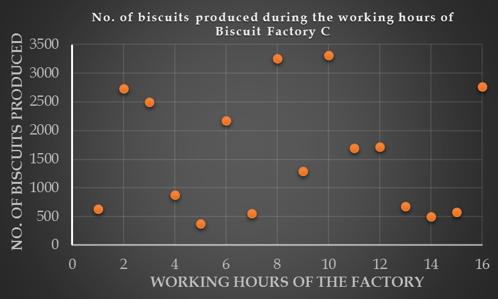 No. of biscuits produced during the working hours of
Biscuit Factory C
NO. OF BISCUITS PRODUCED
3500
3000
2500
2000
1500
1000
500
0
0 2 4 6 8 10 12 14 16
WORKING HOURS OF THE FACTORY